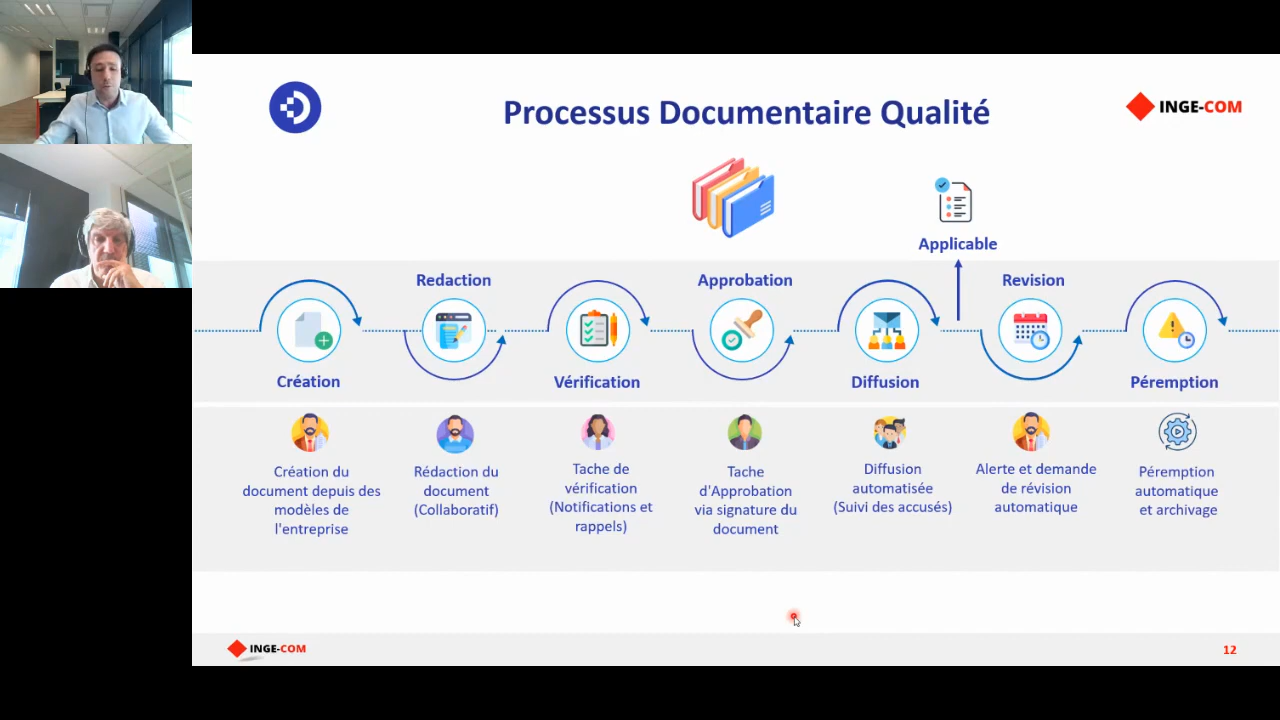 Processus Documentaire Qualité
INGE-COM
Applicable
Redaction
Approbation
Revision
Création
Vérification
Diffusion
Péremption
Création du
document depuis des
modèles de
l'entreprise
Rédaction du
document
(Collaboratif)
Tache de
vérification
(Notifications et
rappels)
Tache
d'Approbation
via signature du
document
Diffusion
automatisée
(Suivi des accusés)
Alerte et demande
de révision
automatique
Péremption
automatique
et archivage
INGE-COM
12